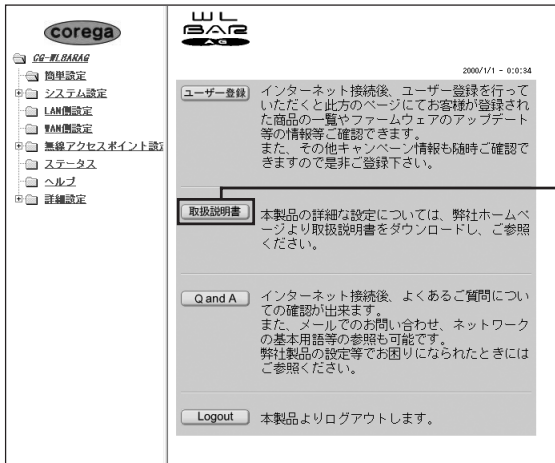 corega
CG-WLBARAG
簡単設定
システム設定
LAN側設定
WAN側設定
無線アクセスポイント設定
ステータス
ヘルプ
詳細設定
WL
BAR
AG
2000/1/1 - 0:0:34
ユーザー登録
インターネット接続後、ユーザー登録を行って
いただくと此方のページにてお客様が登録され
た商品の一覧やファームウェアのアップデート
等の情報等ご確認できます。
また、その他キャンペーン情報も随時ご確認で
きますので是非ご登録下さい。
取扱説明書
本製品の詳細な設定については、弊社ホームペ
ージより取扱説明書をダウンロードし、ご参照
ください。
Q and A
インターネット接続後、よくあるご質問につい
ての確認が出来ます。
また、メールでのお問い合わせ、ネットワーク
の基本用語等の参照も可能です。
弊社製品の設定等でお困りになられたときには
ご参照ください。
Logout
本製品よりログアウトします。